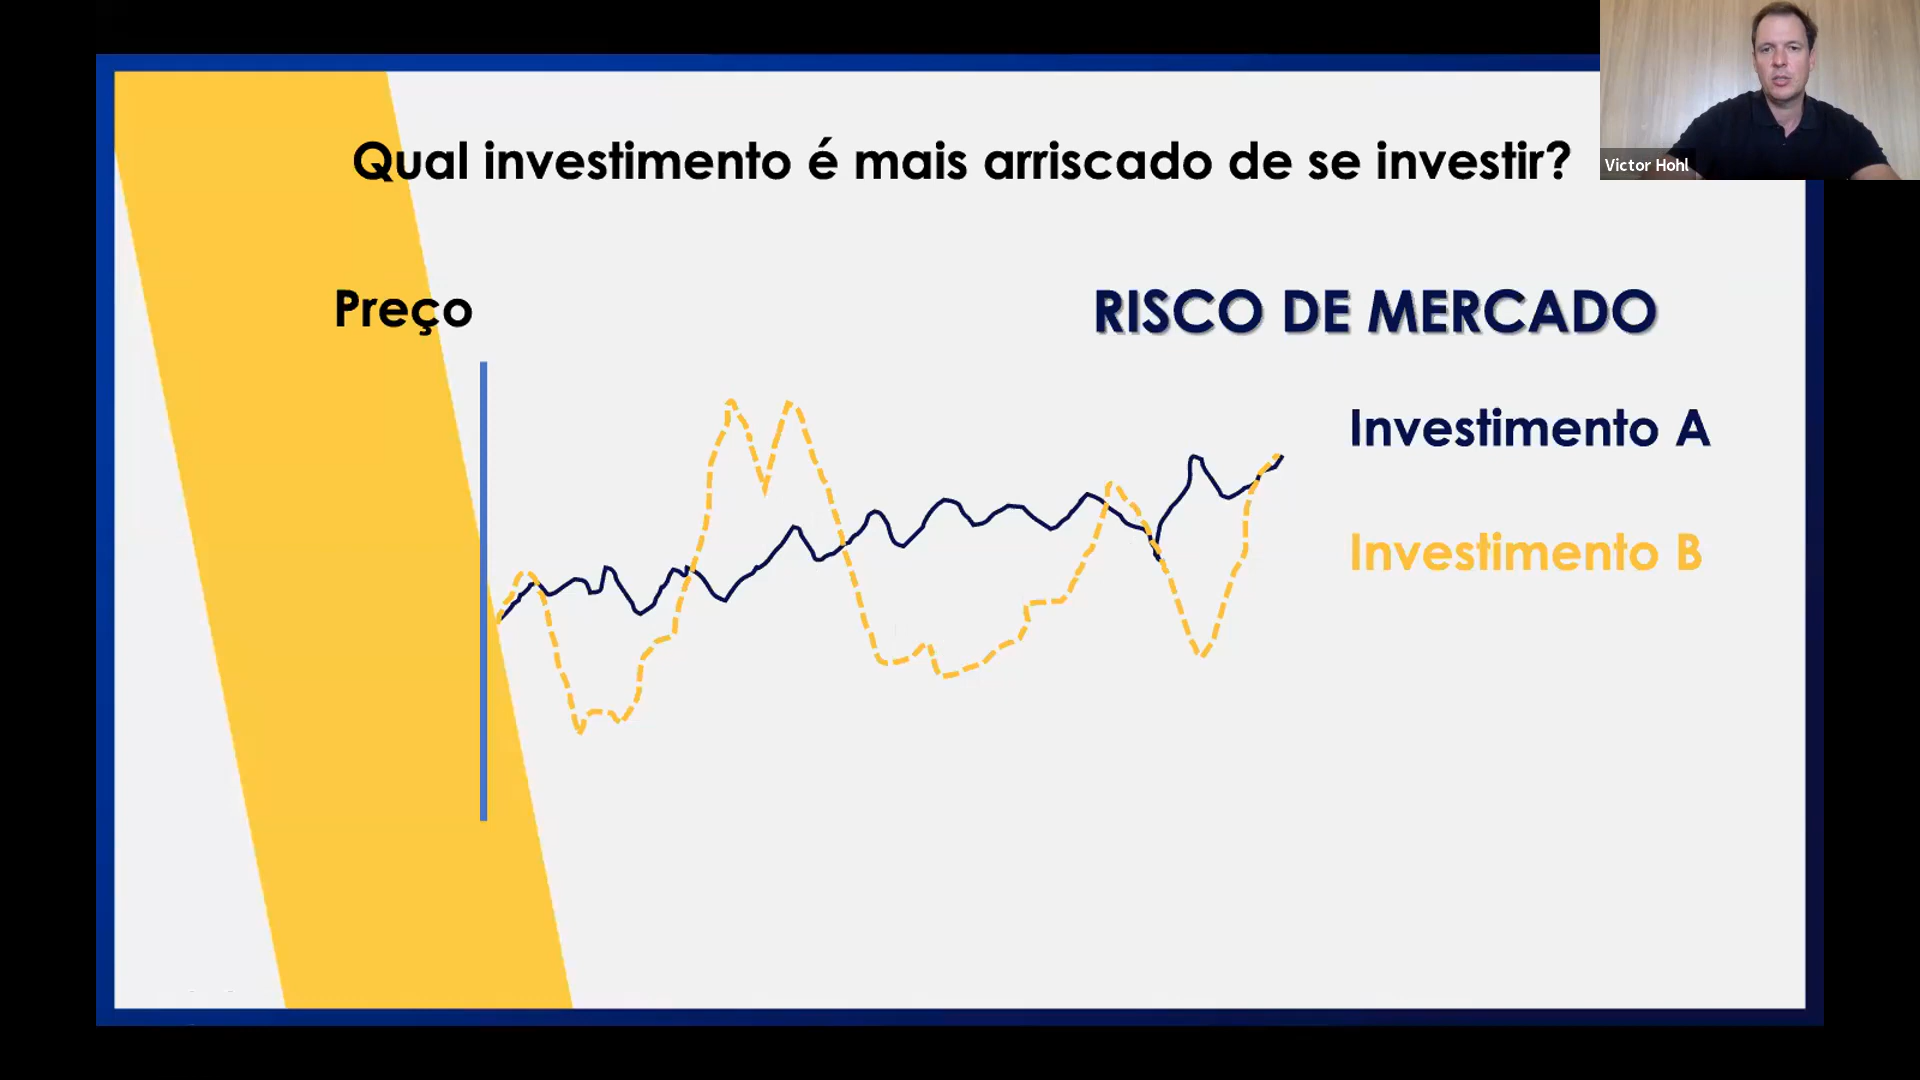 Qual investimento é mais arriscado de se investir?
Victor Hohl
Preço
RISCO DE MERCADO
Investimento A
Investimento B